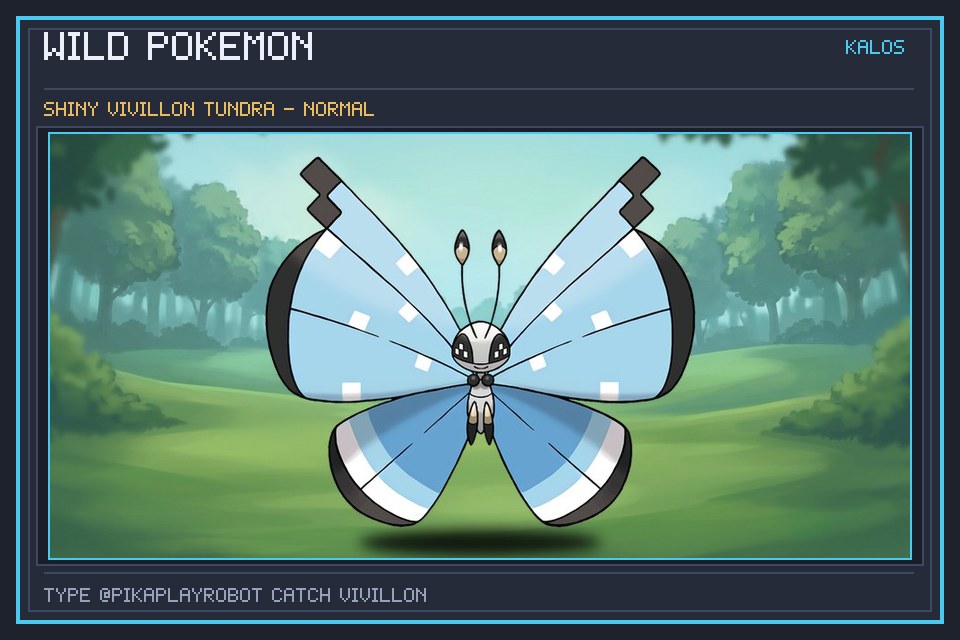 WILD POKEMON
KALOS
SHINY VIVILLON TUNDRA – NORMAL
TYPE @PIKAPLAYROBOT CATCH VIVILLON